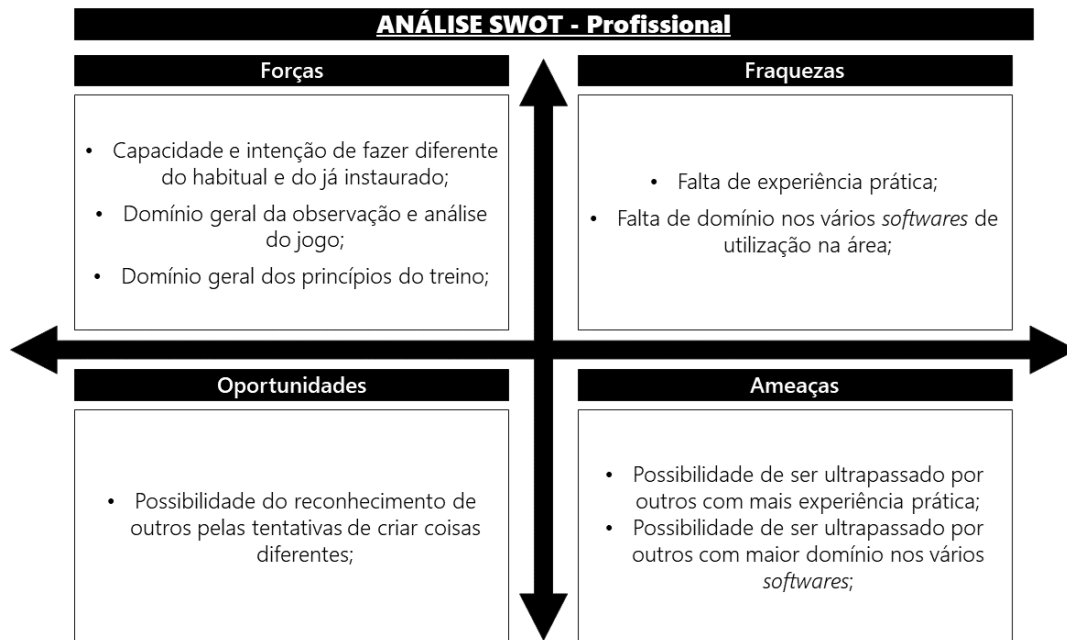 ANÁLISE SWOT - Profissional
Forças
• Capacidade e intenção de fazer diferente
do habitual e do já instaurado;
• Domínio geral da observação e análise
do jogo;
• Domínio geral dos princípios do treino;
Fraquezas
• Falta de experiência prática;
• Falta de domínio nos vários softwares de
utilização na área;
Oportunidades
• Possibilidade do reconhecimento de
outros pelas tentativas de criar coisas
diferentes;
Ameaças
• Possibilidade de ser ultrapassado por
outros com mais experiência prática;
• Possibilidade de ser ultrapassado por
outros com maior domínio nos vários
softwares;